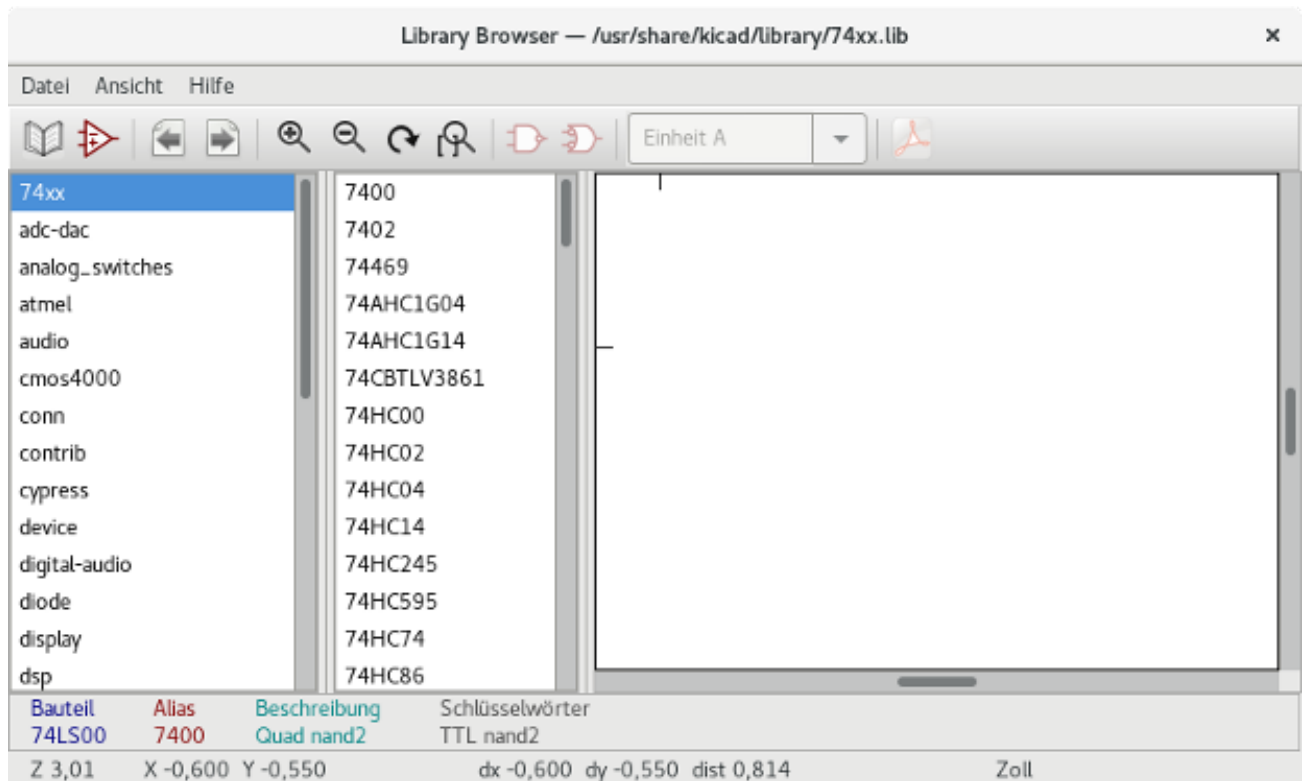 Library Browser — /usr/share/kicad/library/74xx.lib
Datei Ansicht Hilfe
Einheit A
74xx
adc-dac
analog_switches
atmel
audio
cmos4000
conn
contrib
cypress
device
digital-audio
diode
display
dsp
7400
7402
74469
74AHC1G04
74AHC1G14
74CBTLV3861
74HC00
74HC02
74HC04
74HC14
74HC245
74HC595
74HC74
74HC86
Bauteil Alias Beschreibung Schlüsselwörter
74LS00 7400 Quad nand2 TTL nand2
Z 3,01 X -0,600 Y -0,550 dx -0,600 dy -0,550 dist 0,814 Zoll